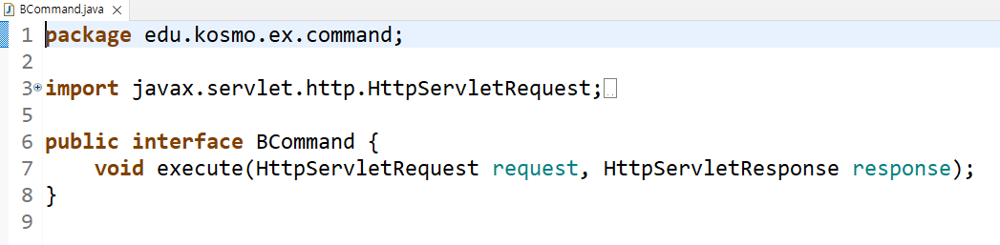 BCommand.java
1 package edu.kosmo.ex.command;
2
3 import javax.servlet.http.HttpServletRequest;
5
6 public interface BCommand {
7     void execute(HttpServletRequest request, HttpServletResponse response);
8 }
9